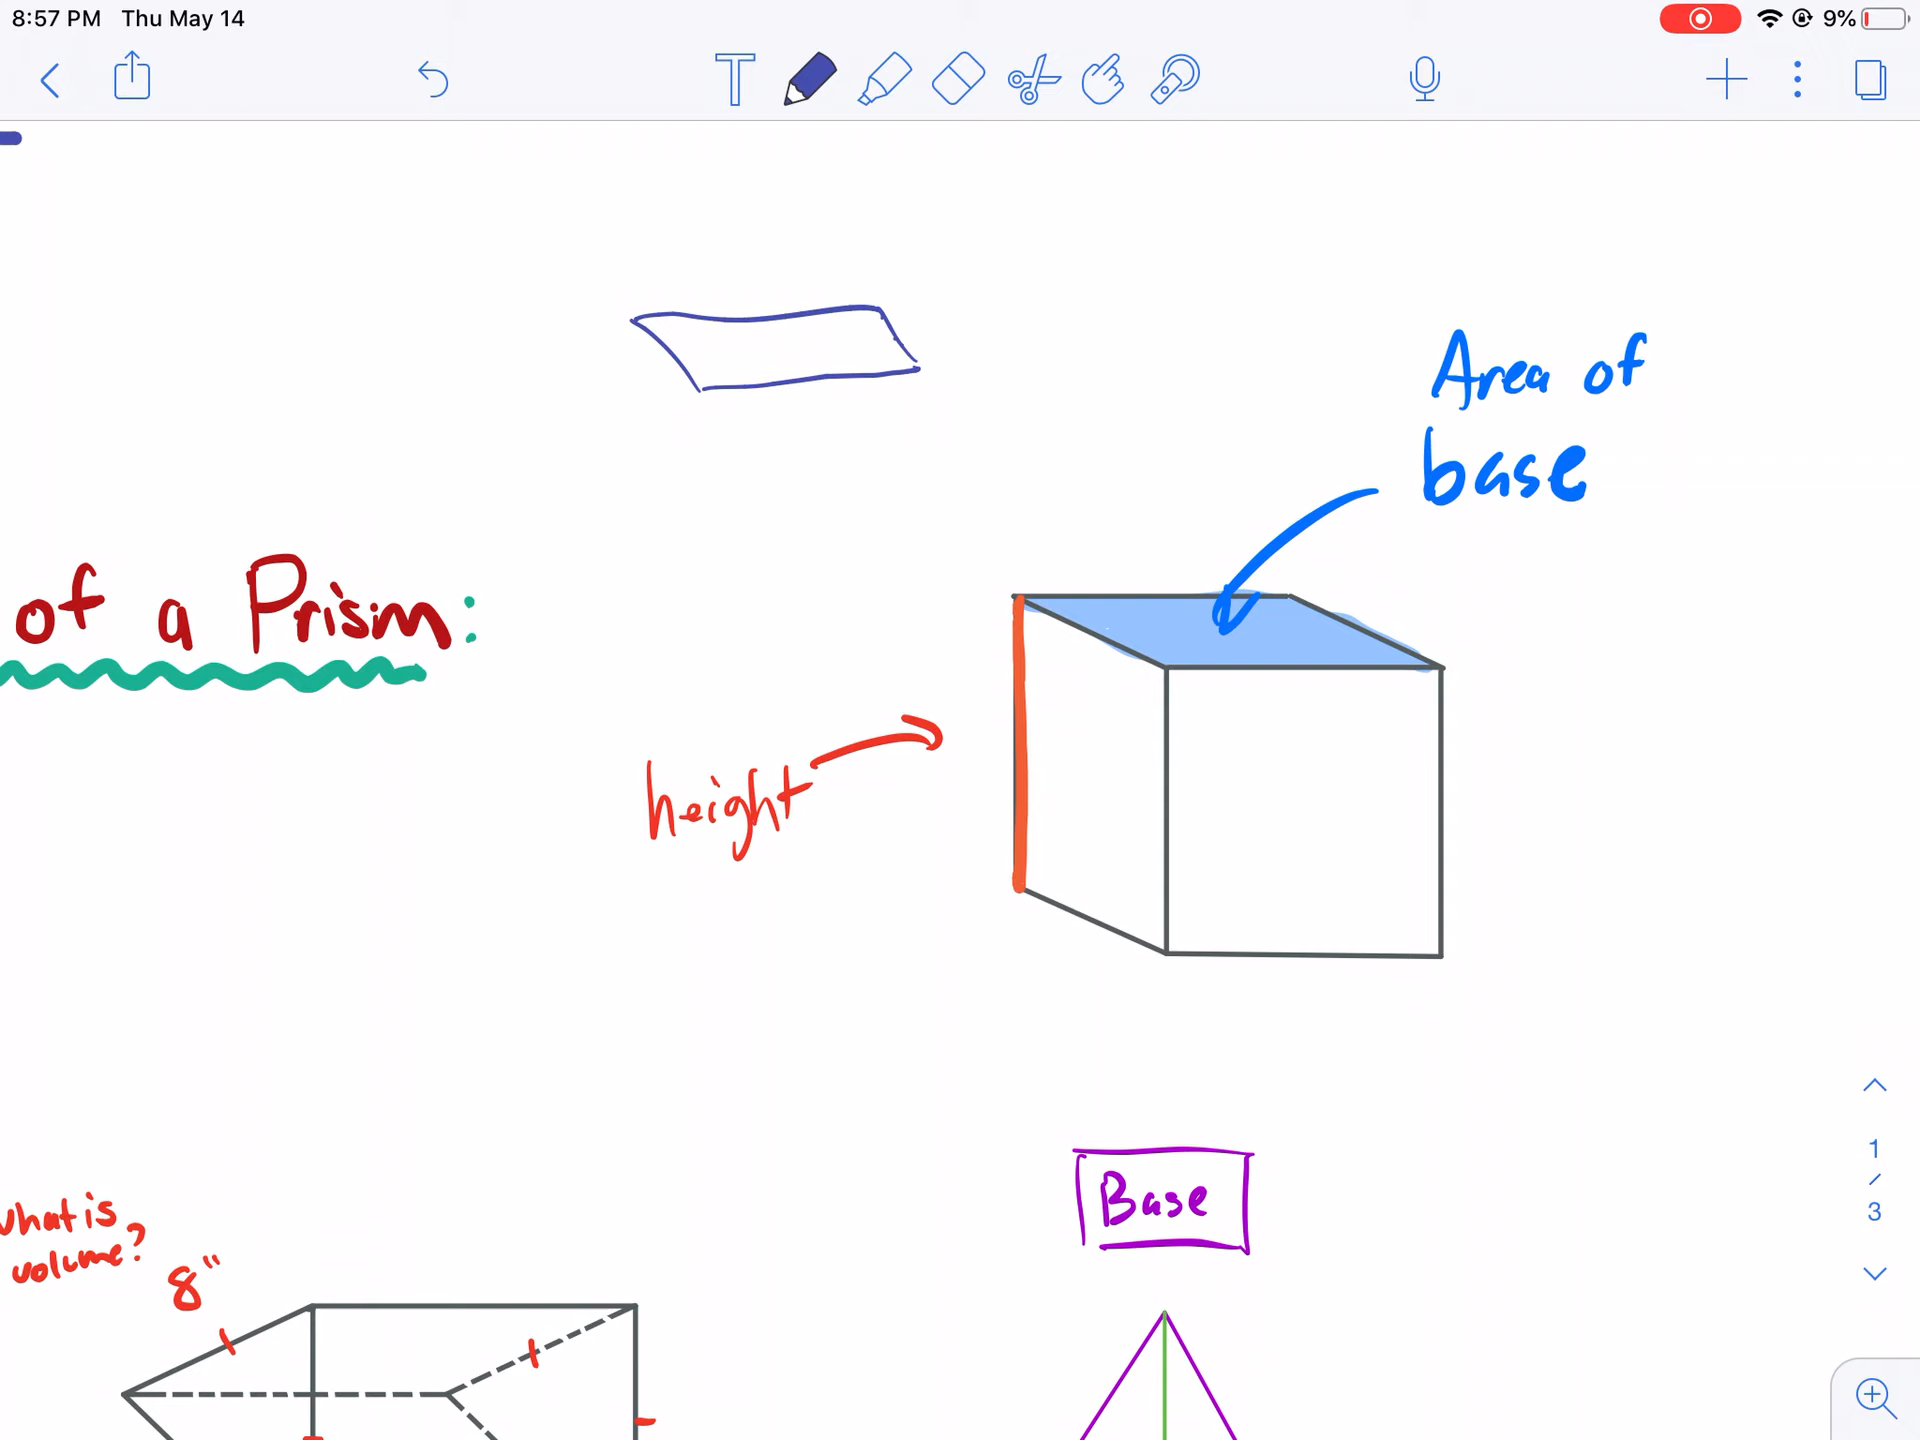 8:57 PM Thu May 14
9%
T
Area of
base
of a Prism:
height
Base
1
/
3
what is
volume?
8"